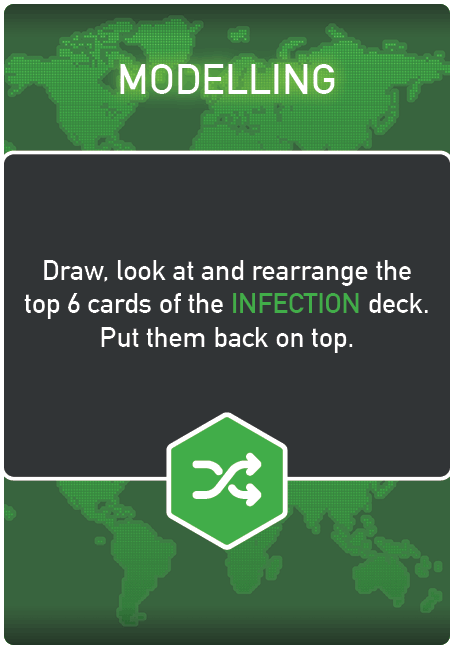 MODELLING
Draw, look at and rearrange the
top 6 cards of the INFECTION deck.
Put them back on top.